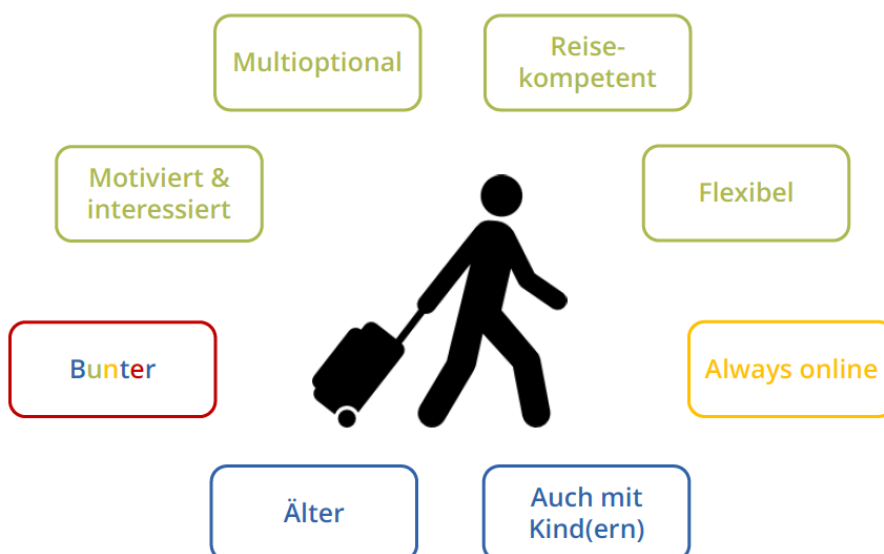 Multioptional
Reise-
kompetent
Motiviert &
interessiert
Flexibel
Bunter
Always online
Älter
Auch mit
Kind(ern)